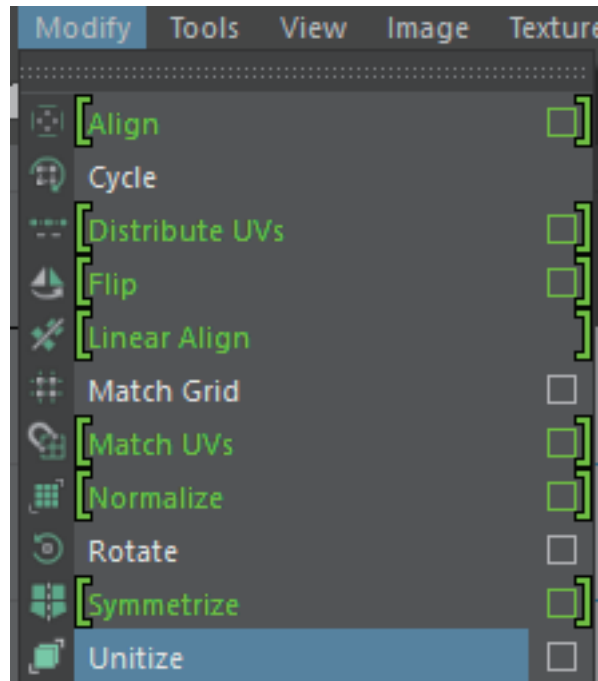 Modify Tools View Image Texture
Align
Cycle
Distribute UVs
Flip
Linear Align
Match Grid
Match UVs
Normalize
Rotate
Symmetrize
Unitize